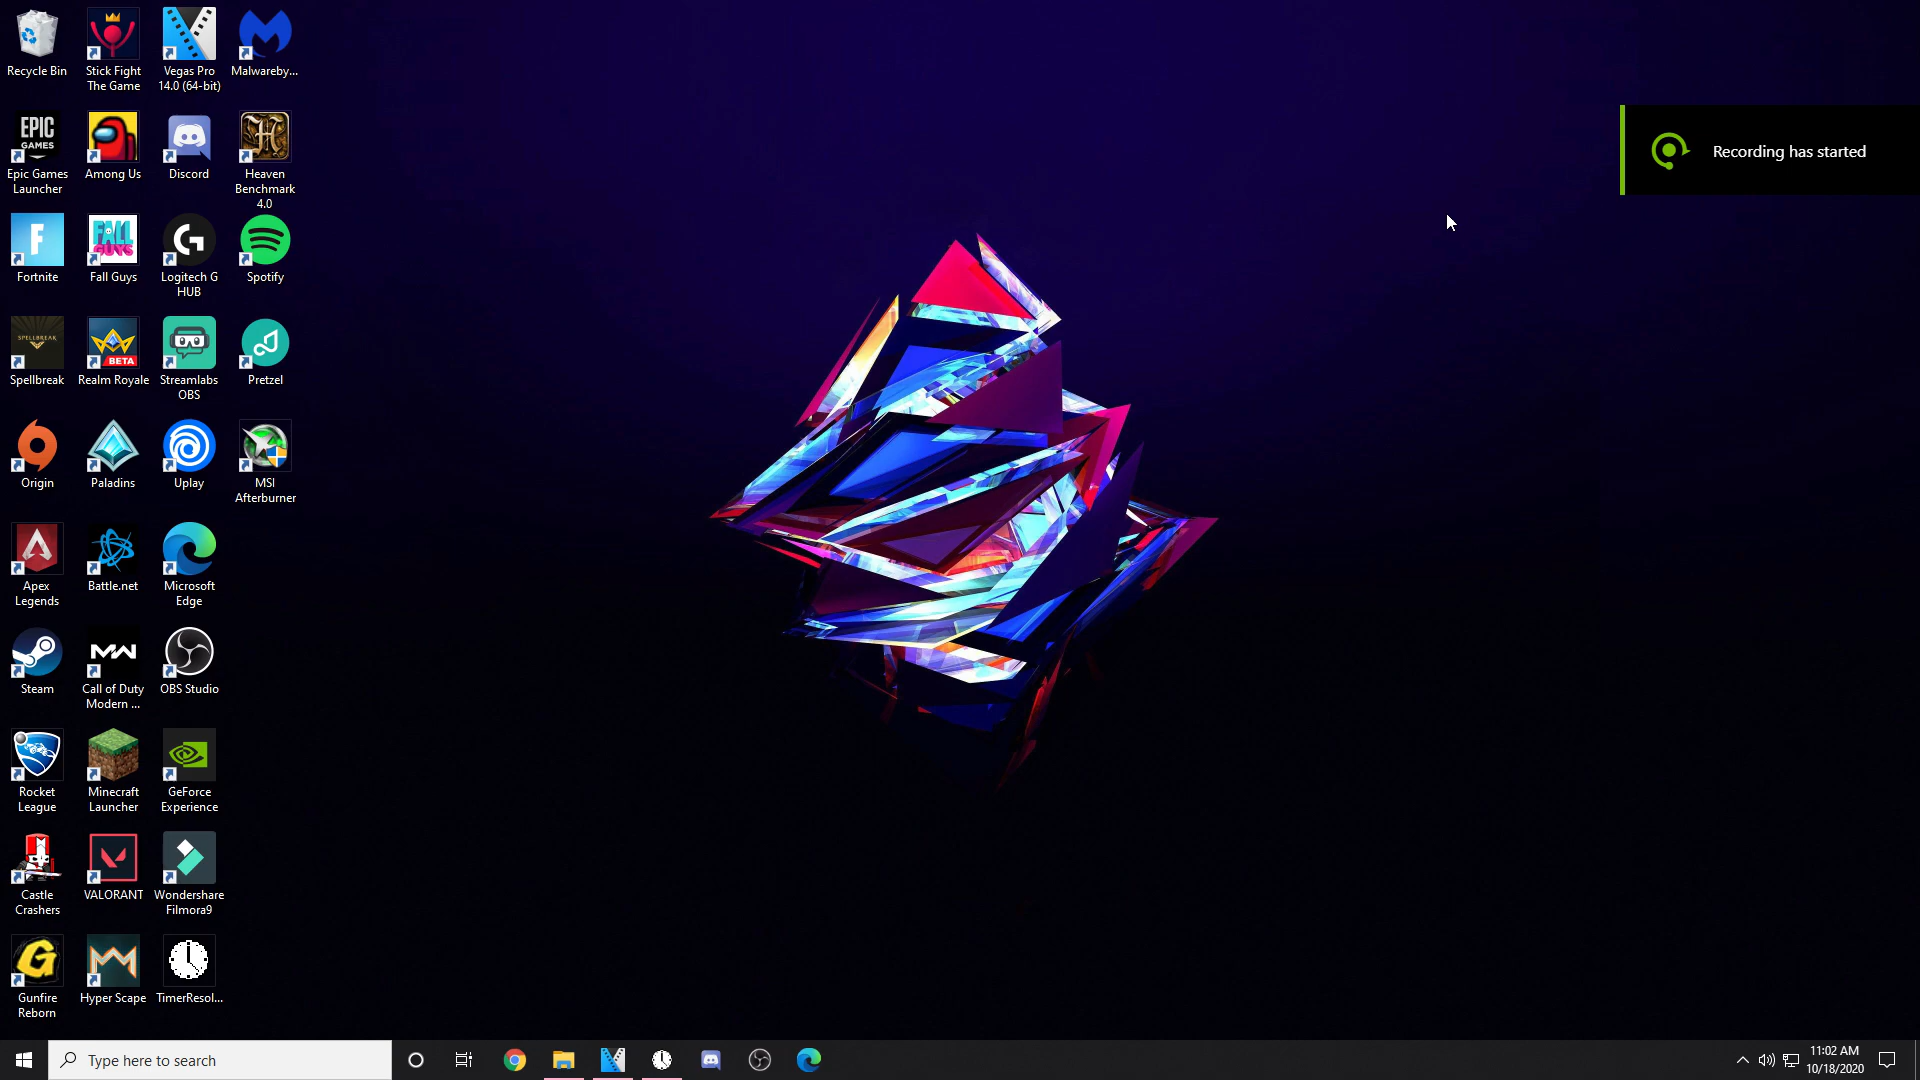 Recycle Bin
Stick Fight
The Game
Vegas Pro
14.0 (64-bit)
Malwareby...
EPIC
GAMES
Epic Games
Launcher
Among Us
Discord
Heaven
Benchmark
4.0
Fortnite
FALL
GUYS
Fall Guys
Logitech G
HUB
Spotify
SPELLBREAK
Spellbreak
BETA
Realm Royale
Streamlabs
OBS
Pretzel
Origin
Paladins
Uplay
MSI
Afterburner
Apex
Legends
Battle.net
Microsoft
Edge
Steam
MW
Call of Duty
Modern ...
OBS Studio
Rocket
League
Minecraft
Launcher
GeForce
Experience
Castle
Crashers
VALORANT
Wondershare
Filmora9
Gunfire
Reborn
Hyper Scape
TimerResol...
Recording has started
Type here to search
11:02 AM
10/18/2020